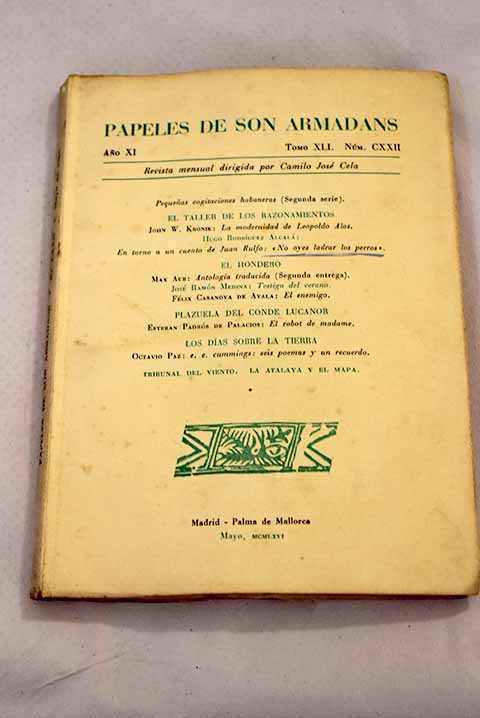 PAPELES DE SON ARMADANS
AÑO XI TOMO XLI. NÚM. CXXII
Revista mensual dirigida por Camilo José Cela
Pequeñas cogitaciones habaneras (Segunda serie).
EL TALLER DE LOS RAZONAMIENTOS
JOHN W. KRONIK: La modernidad de Leopoldo Alas.
HUGO RODRÍGUEZ ALCALÁ:
En torno a un cuento de Juan Rulfo: «No oyes ladrar los perros».
EL HONDERO
MAX AUB: Antología traducida (Segunda entrega).
JOSÉ RAMÓN MEDINA: Testigo del verano.
FÉLIX CASANOVA DE AYALA: El enemigo.
PLAZUELA DEL CONDE LUCANOR
ESTEBAN PADRÓS DE PALACIOS: El robot de madame.
LOS DÍAS SOBRE LA TIERRA
OCTAVIO PAZ: e. e. cummings: seis poemas y un recuerdo.
TRIBUNAL DEL VIENTO. LA ATALAYA Y EL MAPA.
Madrid - Palma de Mallorca
Mayo, MCMLXVI